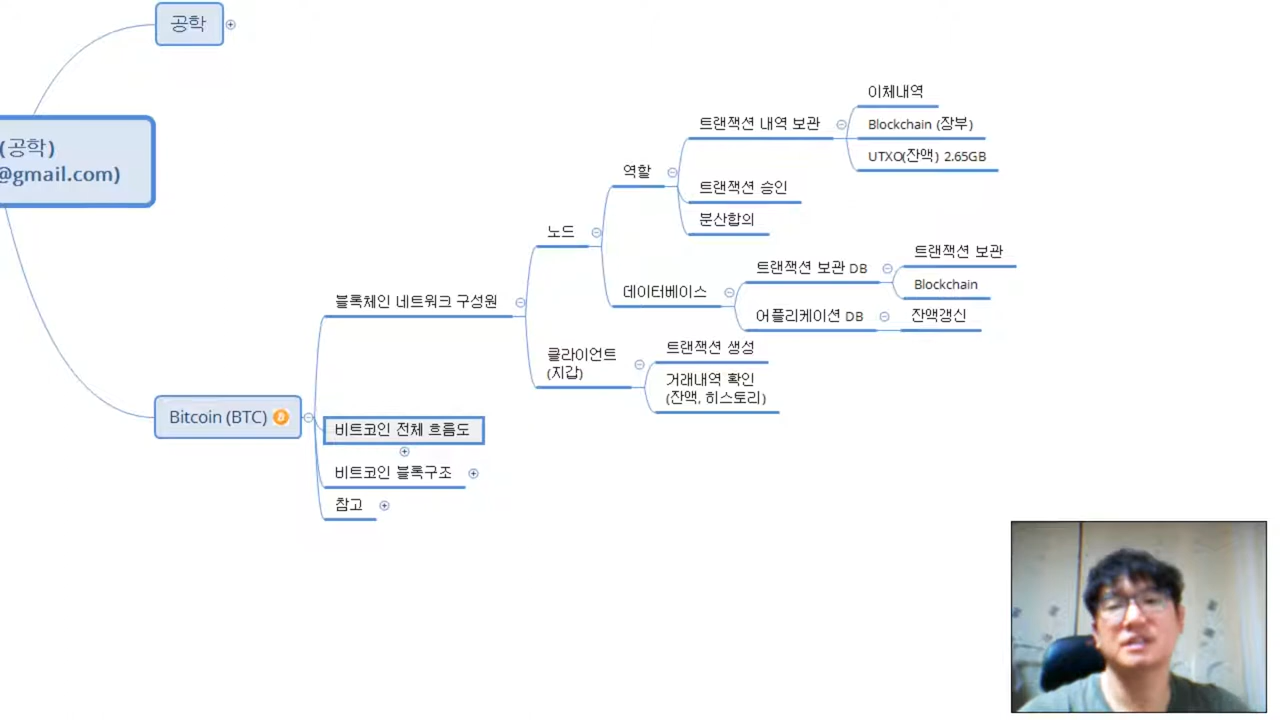 공학
(공학)
@gmail.com)
이체내역
트랜잭션 내역 보관
Blockchain (장부)
UTXO(잔액) 2.65GB
역할
트랜잭션 승인
분산합의
노드
트랜잭션 보관
트랜잭션 보관 DB
Blockchain
데이터베이스
어플리케이션 DB
잔액갱신
블록체인 네트워크 구성원
클라이언트
(지갑)
트랜잭션 생성
거래내역 확인
(잔액, 히스토리)
Bitcoin (BTC)
비트코인 전체 흐름도
비트코인 블록구조
참고